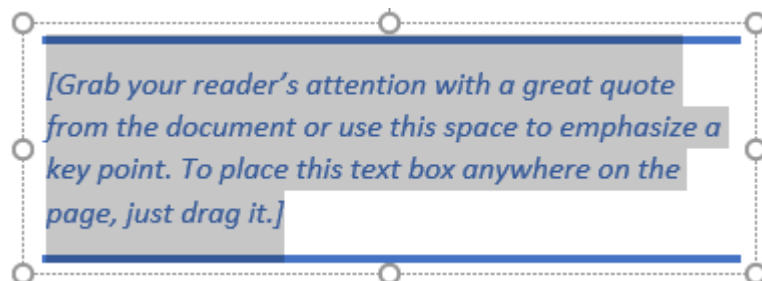 [Grab your reader’s attention with a great quote
from the document or use this space to emphasize a
key point. To place this text box anywhere on the
page, just drag it.]